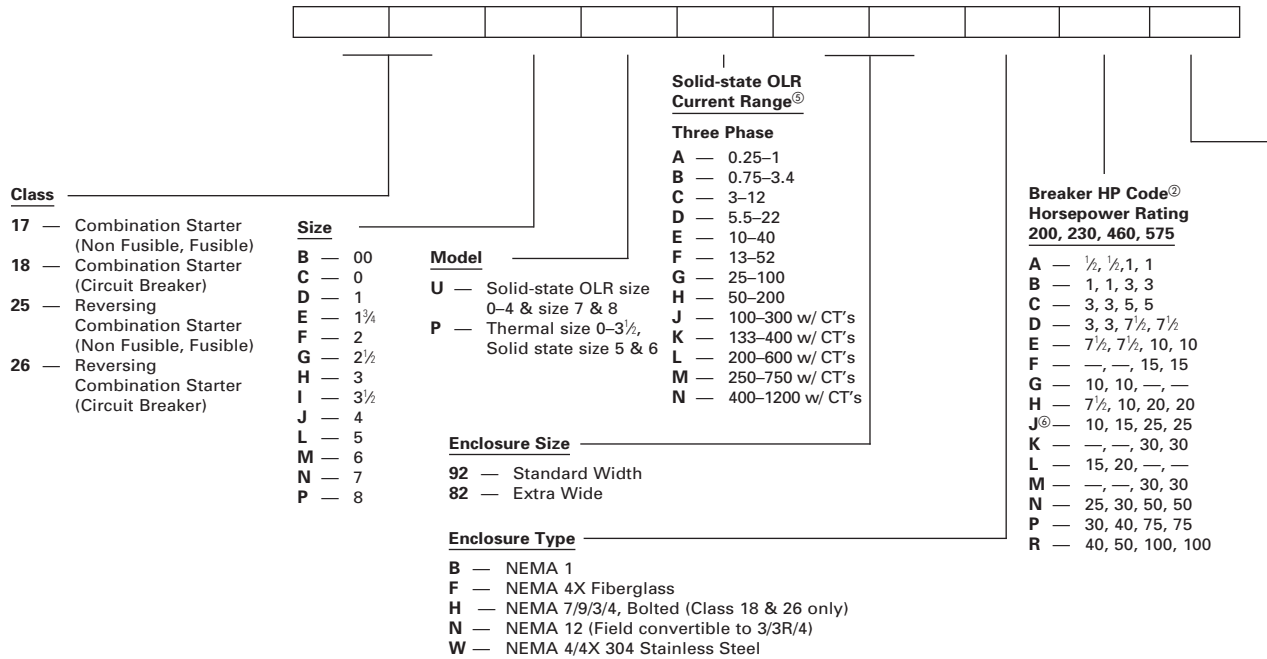 Class
17 — Combination Starter
(Non Fusible, Fusible)
18 — Combination Starter
(Circuit Breaker)
25 — Reversing
Combination Starter
(Non Fusible, Fusible)
26 — Reversing
Combination Starter
(Circuit Breaker)
Size
B — 00
C — 0
D — 1
E — 1¾
F — 2
G — 2½
H — 3
I — 3½
J — 4
L — 5
M — 6
N — 7
P — 8
Model
U — Solid-state OLR size
0–4 & size 7 & 8
P — Thermal size 0–3½,
Solid state size 5 & 6
Solid-state OLR
Current Range⑤
Three Phase
A — 0.25–1
B — 0.75–3.4
C — 3–12
D — 5.5–22
E — 10–40
F — 13–52
G — 25–100
H — 50–200
J — 100–300 w/ CT's
K — 133–400 w/ CT's
L — 200–600 w/ CT's
M — 250–750 w/ CT's
N — 400–1200 w/ CT's
Enclosure Size
92 — Standard Width
82 — Extra Wide
Enclosure Type
B — NEMA 1
F — NEMA 4X Fiberglass
H — NEMA 7/9/3/4, Bolted (Class 18 & 26 only)
N — NEMA 12 (Field convertible to 3/3R/4)
W — NEMA 4/4X 304 Stainless Steel
Breaker HP Code②
Horsepower Rating
200, 230, 460, 575
A — ½, ½,1, 1
B — 1, 1, 3, 3
C — 3, 3, 5, 5
D — 3, 3, 7½, 7½
E — 7½, 7½, 10, 10
F — —, —, 15, 15
G — 10, 10, —, —
H — 7½, 10, 20, 20
J⑥— 10, 15, 25, 25
K — —, —, 30, 30
L — 15, 20, —, —
M — —, —, 30, 30
N — 25, 30, 50, 50
P — 30, 40, 75, 75
R — 40, 50, 100, 100